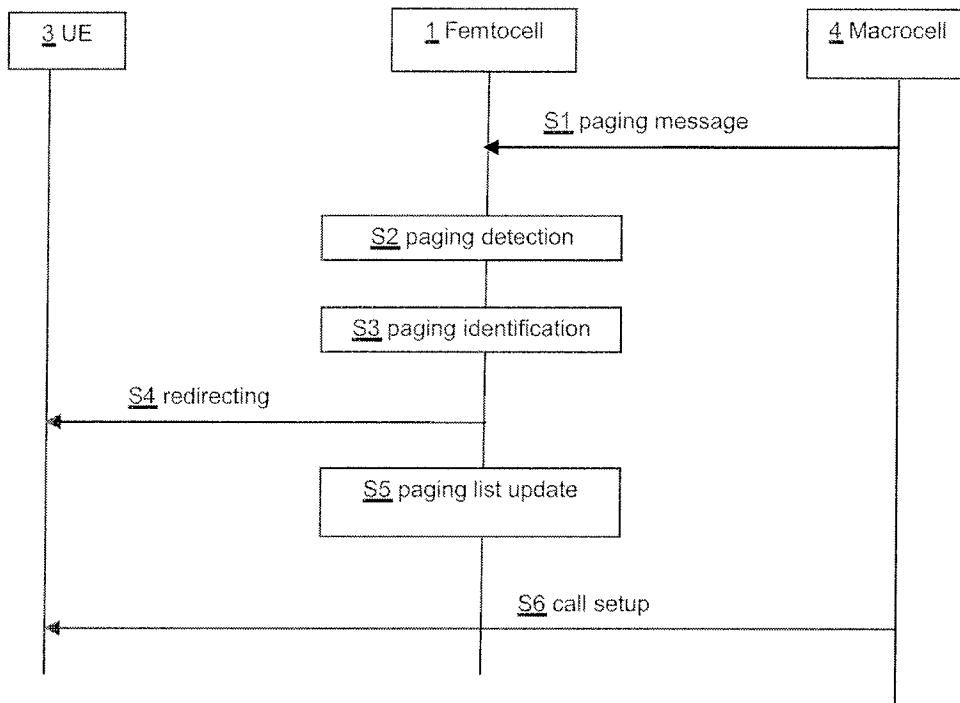 3 UE
1 Femtocell
4 Macrocell
S1 paging message
S2 paging detection
S3 paging identification
S4 redirecting
S5 paging list update
S6 call setup